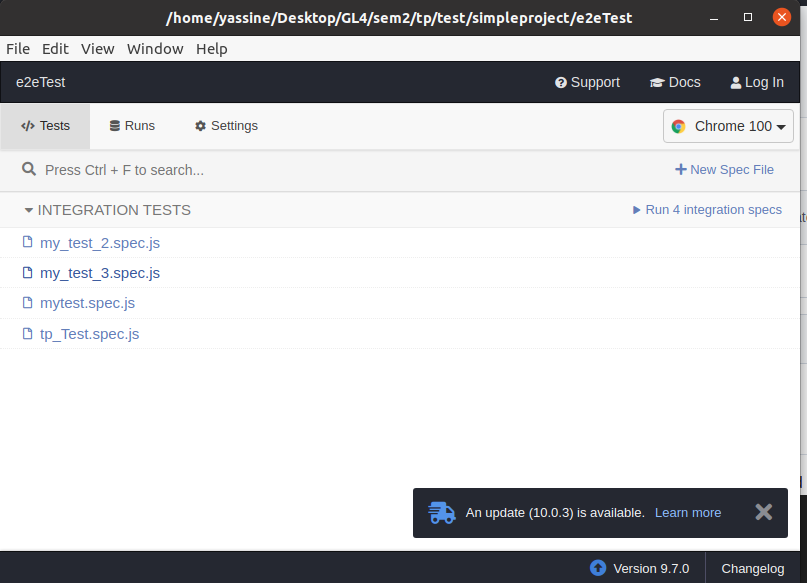 /home/yassine/Desktop/GL4/sem2/tp/test/simpleproject/e2eTest
File Edit View Window Help
e2eTest Support Docs Log In
Tests Runs Settings Chrome 100
Press Ctrl + F to search... New Spec File
INTEGRATION TESTS Run 4 integration specs
my_test_2.spec.js
my_test_3.spec.js
mytest.spec.js
tp_Test.spec.js
An update (10.0.3) is available. Learn more
Version 9.7.0 Changelog